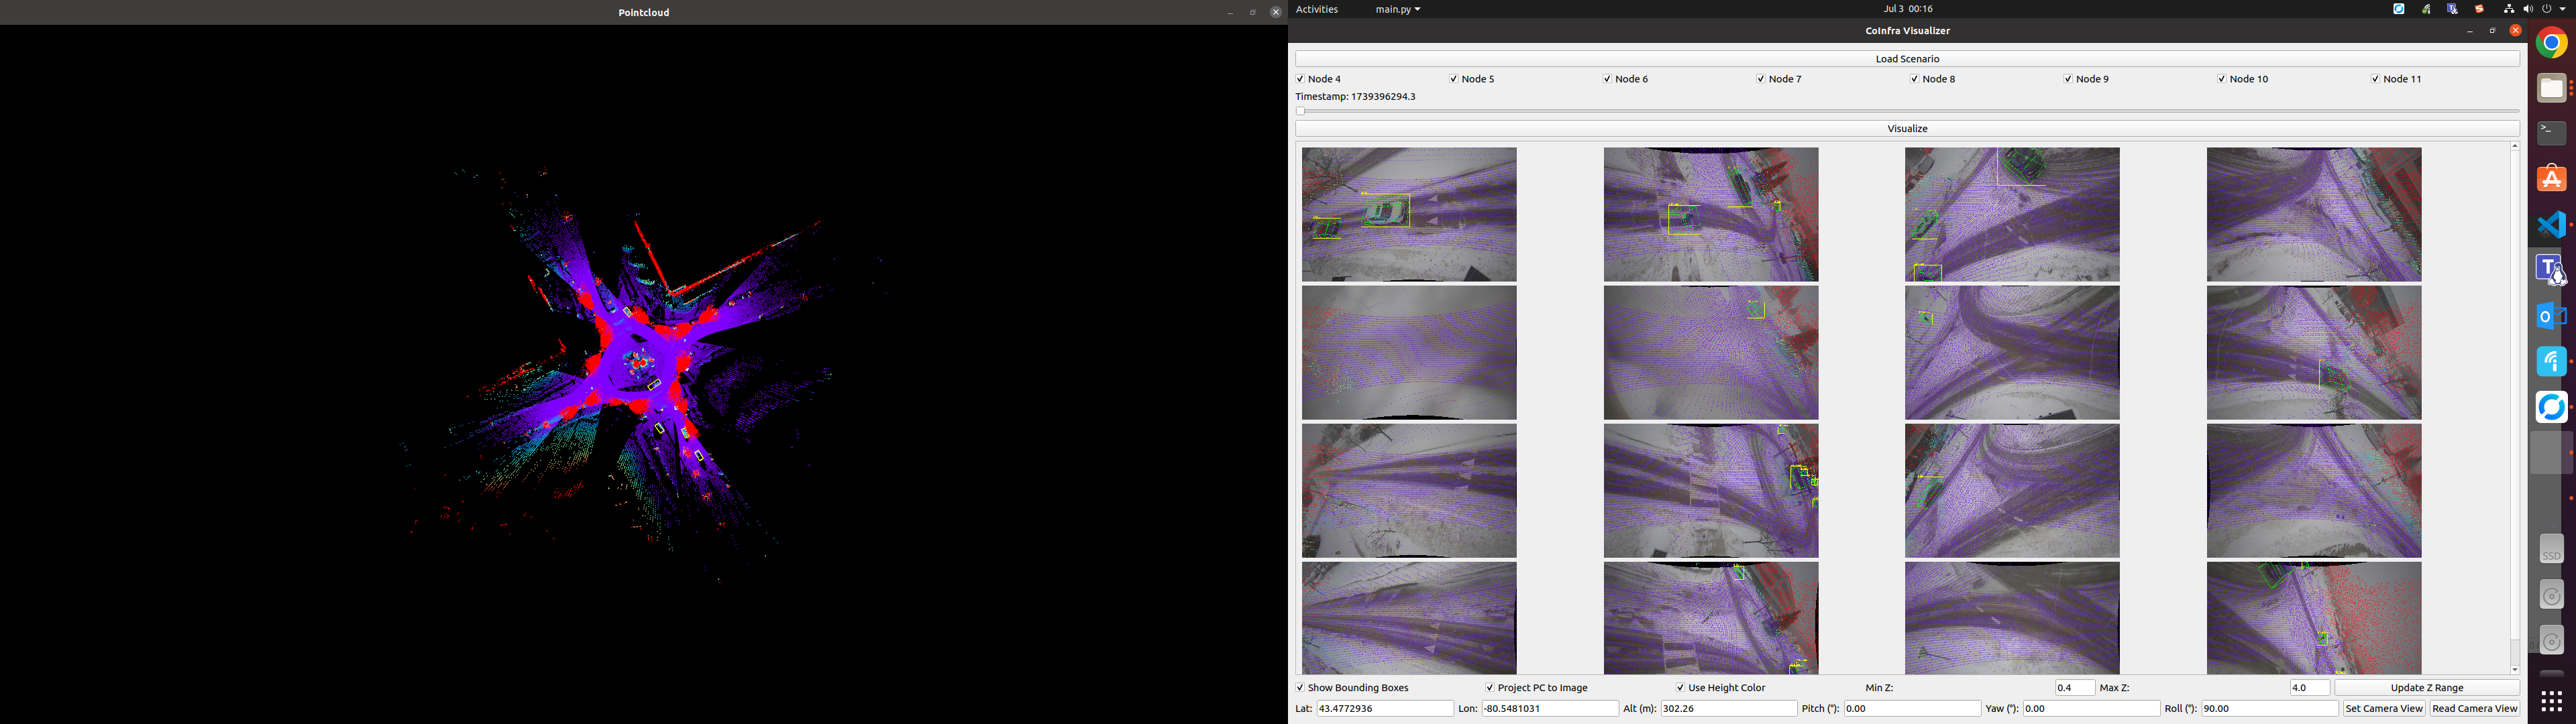 Pointcloud
Activities
main.py
Jul 3 00:16
CoInfra Visualizer
Load Scenario
Node 4
Node 5
Node 6
Node 7
Node 8
Node 9
Node 10
Node 11
Timestamp: 1739396294.3
Visualize
Show Bounding Boxes
Project PC to Image
Use Height Color
Min Z:
0.4
Max Z:
4.0
Update Z Range
Lat:
43.4772936
Lon:
-80.5481031
Alt (m):
302.26
Pitch (°):
0.00
Yaw (°):
0.00
Roll (°):
90.00
Set Camera View
Read Camera View
SSD